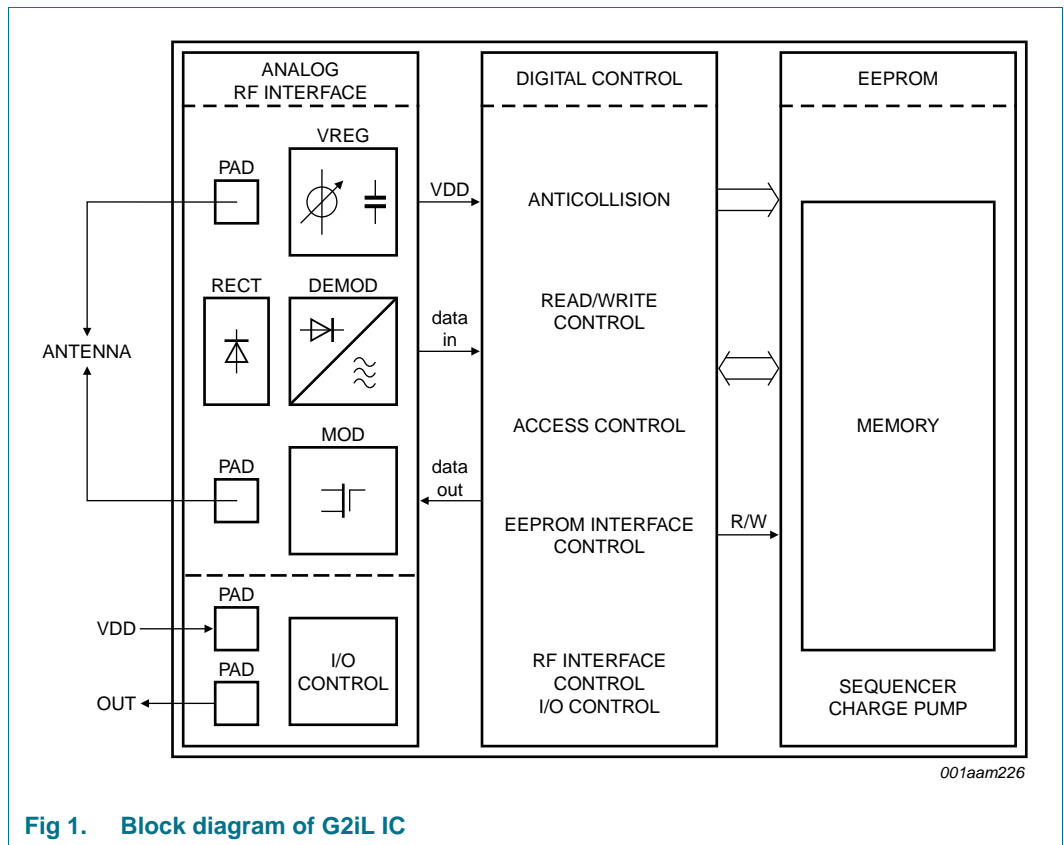 ANALOG
RF INTERFACE
VREG
PAD
RECT
DEMOD
ANTENNA
MOD
PAD
PAD
VDD
PAD
OUT
I/O
CONTROL
VDD
data
in
data
out
DIGITAL CONTROL
ANTICOLLISION
READ/WRITE
CONTROL
ACCESS CONTROL
EEPROM INTERFACE
CONTROL
RF INTERFACE
CONTROL
I/O CONTROL
R/W
EEPROM
MEMORY
SEQUENCER
CHARGE PUMP
001aam226
Fig 1. Block diagram of G2iL IC